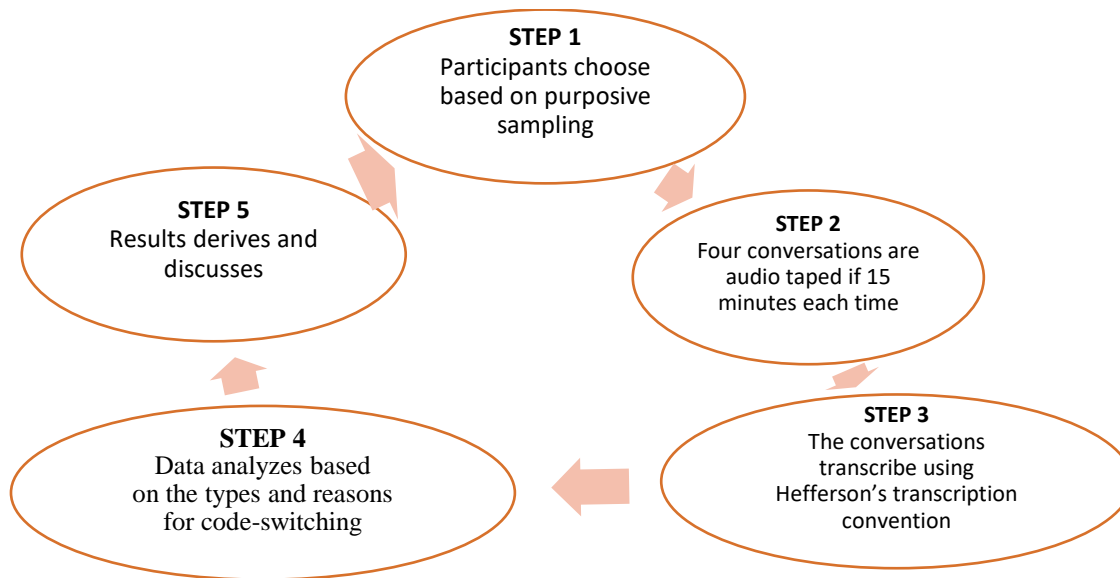 STEP 1
Participants choose
based on purposive
sampling
STEP 2
Four conversations are
audio taped if 15
minutes each time
STEP 3
The conversations
transcribe using
Hefferson's transcription
convention
STEP 4
Data analyzes based
on the types and reasons
for code-switching
STEP 5
Results derives and
discusses